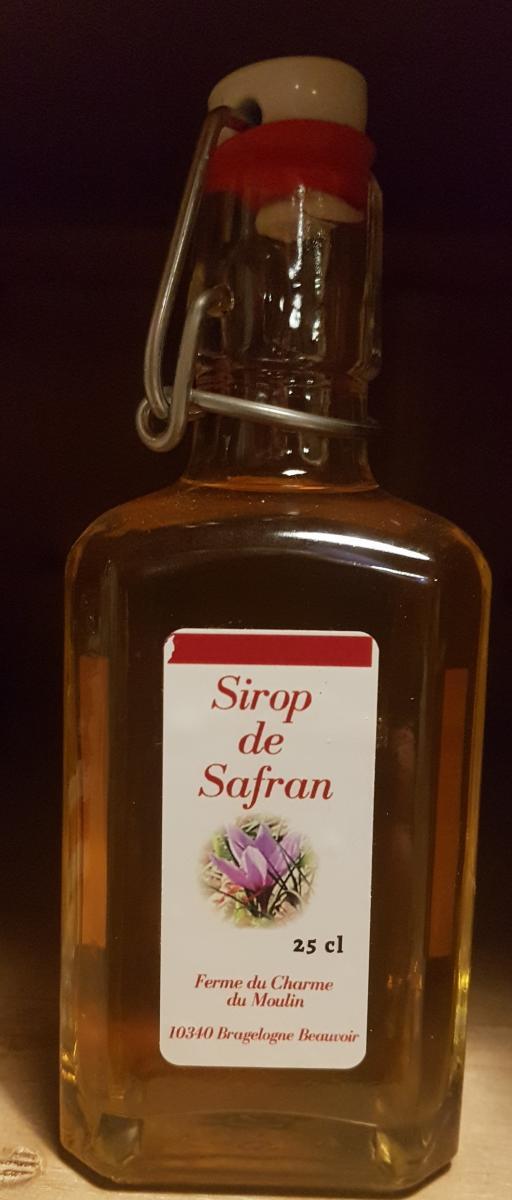 Sirop
de
Safran
25 cl
Ferme du Charme
du Moulin
10340 Bragelogne Beauvoir